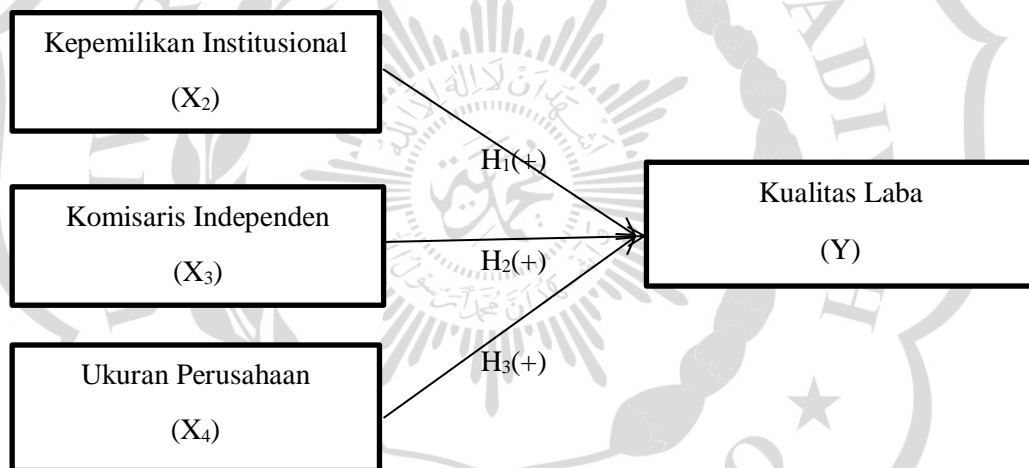 Kepemilikan Institusional
(X₂)
H₁(+)
Kualitas Laba
(Y)
Komisaris Independen
(X₃)
H₂(+)
Ukuran Perusahaan
(X₄)
H₃(+)